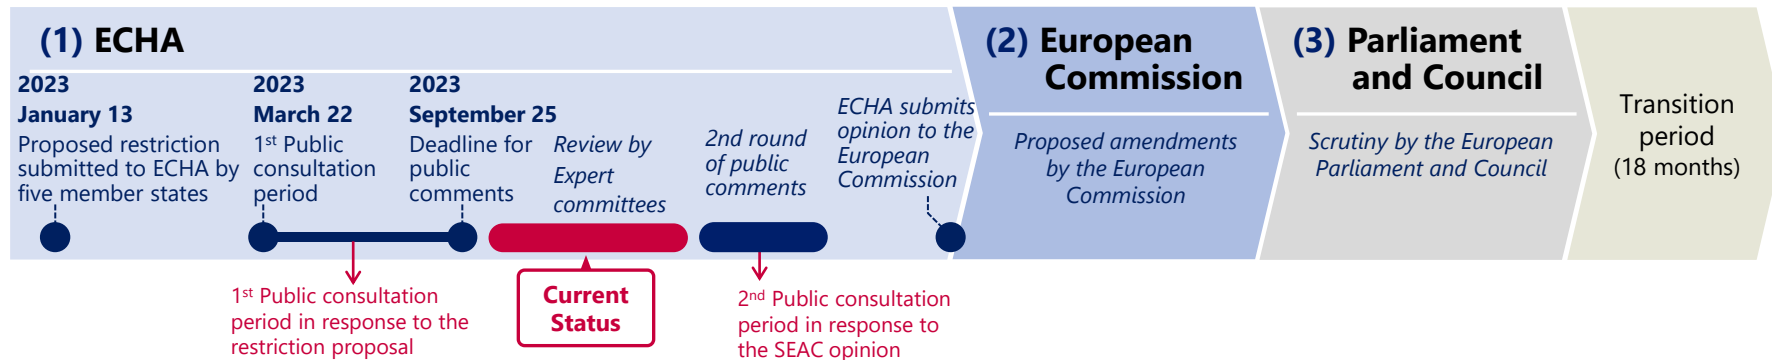 (1) ECHA
2023
January 13
Proposed restriction
submitted to ECHA by
five member states
2023
March 22
1st Public
consultation
period
2023
September 25
Deadline for
public
comments
Review by
Expert
committees
2nd round
of public
comments
ECHA submits
opinion to the
European
Commission
1st Public consultation
period in response to the
restriction proposal
Current
Status
2nd Public consultation
period in response to
the SEAC opinion
(2) European
Commission
Proposed amendments
by the European
Commission
(3) Parliament
and Council
Scrutiny by the European
Parliament and Council
Transition
period
(18 months)